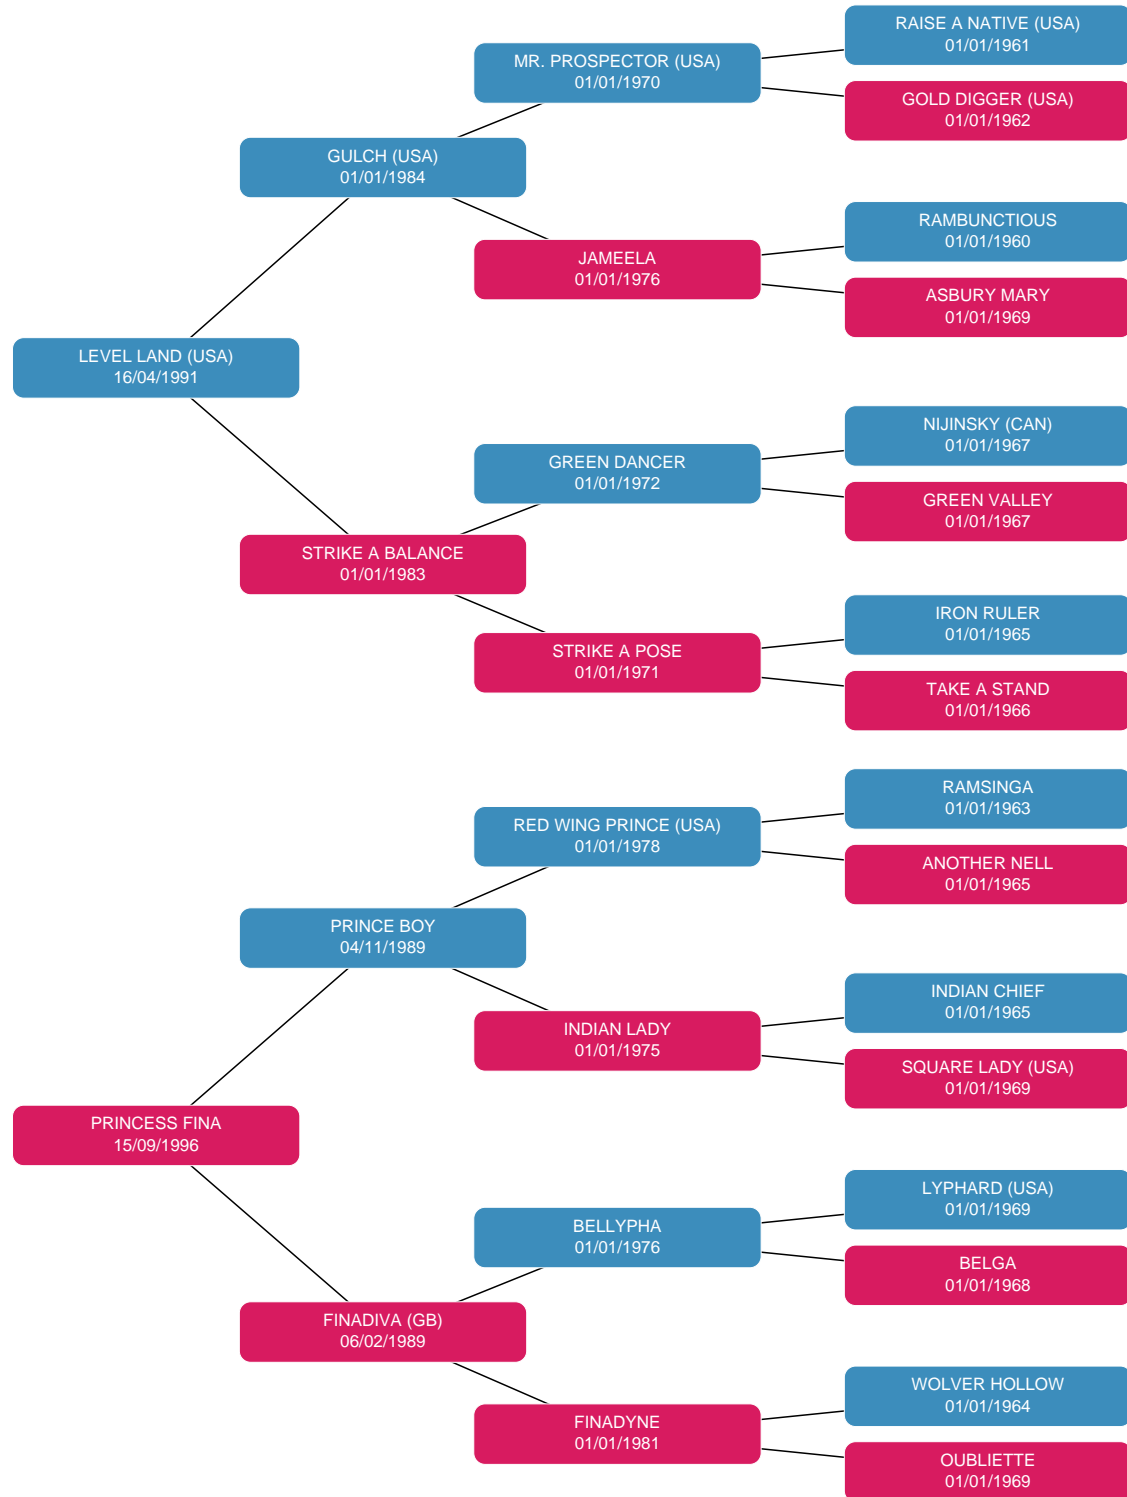 RAISE A NATIVE (USA)
01/01/1961
MR. PROSPECTOR (USA)
01/01/1970
GOLD DIGGER (USA)
01/01/1962
GULCH (USA)
01/01/1984
RAMBUNCTIOUS
01/01/1960
JAMEELA
01/01/1976
ASBURY MARY
01/01/1969
LEVEL LAND (USA)
16/04/1991
NIJINSKY (CAN)
01/01/1967
GREEN DANCER
01/01/1972
GREEN VALLEY
01/01/1967
STRIKE A BALANCE
01/01/1983
IRON RULER
01/01/1965
STRIKE A POSE
01/01/1971
TAKE A STAND
01/01/1966
RAMSINGA
01/01/1963
RED WING PRINCE (USA)
01/01/1978
ANOTHER NELL
01/01/1965
PRINCE BOY
04/11/1989
INDIAN CHIEF
01/01/1965
INDIAN LADY
01/01/1975
SQUARE LADY (USA)
01/01/1969
PRINCESS FINA
15/09/1996
LYPHARD (USA)
01/01/1969
BELLYPHA
01/01/1976
BELGA
01/01/1968
FINADIVA (GB)
06/02/1989
WOLVER HOLLOW
01/01/1964
FINADYNE
01/01/1981
OUBLIETTE
01/01/1969